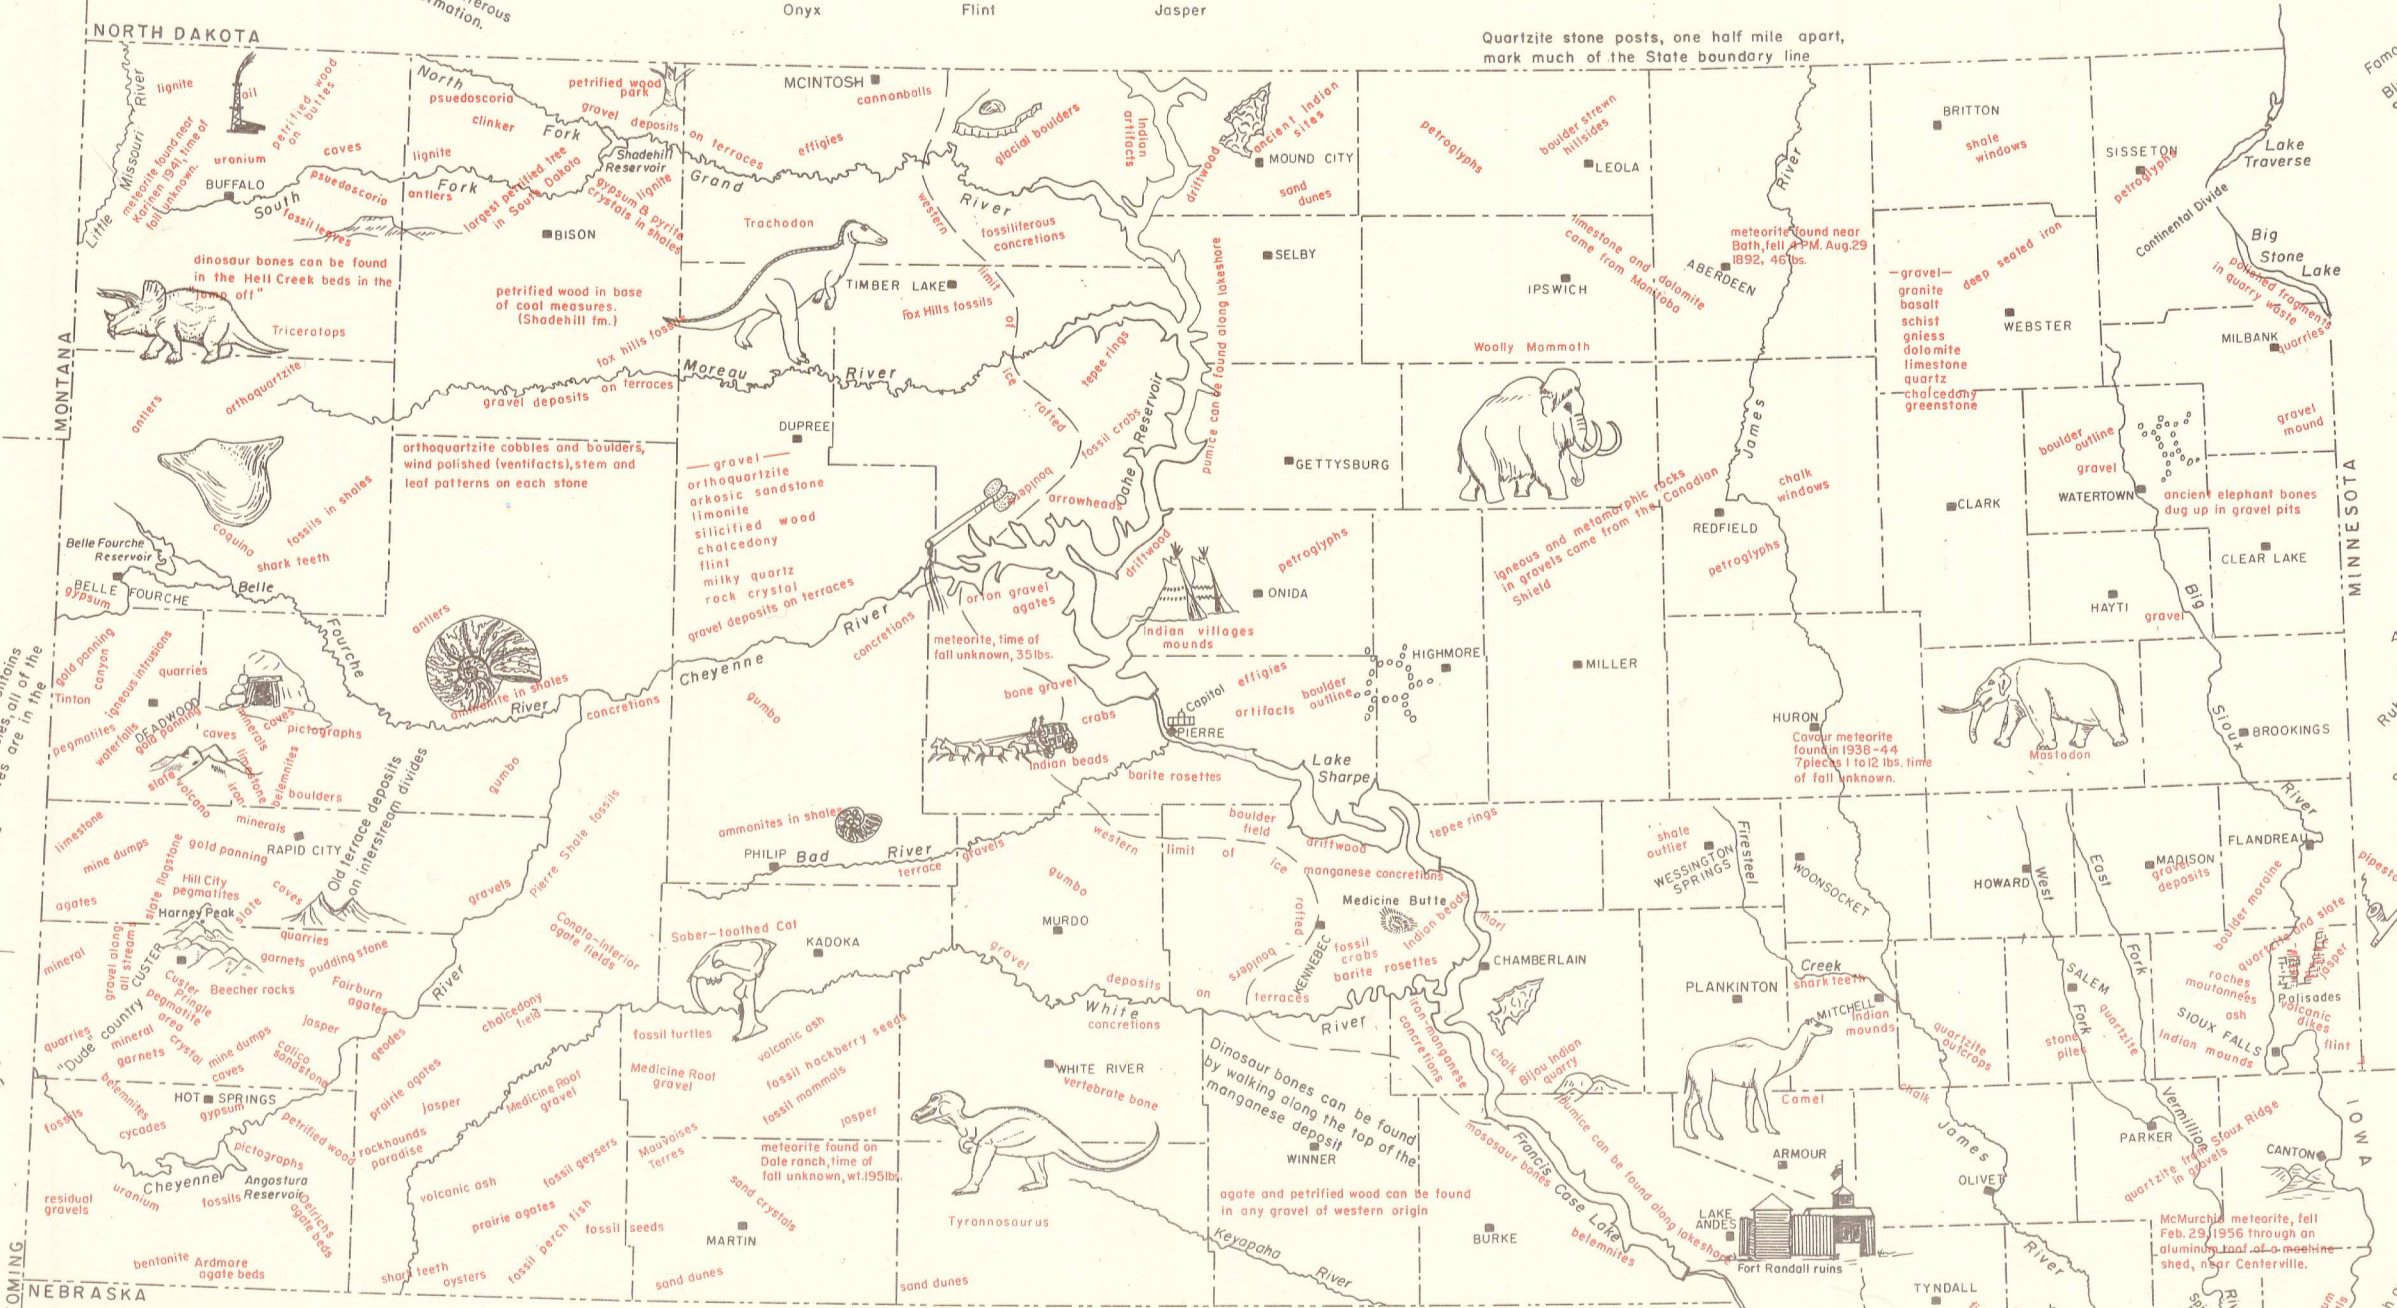 Onyx
Flint
Jasper
NORTH DAKOTA
Quartzite stone posts, one half mile apart,
mark much of the State boundary line
Little Missouri River
lignite
oil
petrified wood
on buttes
meteorite found near
Karinen 1941, time of
fall unknown.
uranium
caves
BUFFALO
South Fork
psuedoscorio
fossil leaves
North Fork
psuedoscoria
clinker
lignite
antlers
petrified wood
park
gravel deposits on terraces
Shadehill
Reservoir
largest petrified tree
in South Dakota
gypsum & pyrite
crystals in shales
lignite
BISON
MCINTOSH
cannonballs
effigies
Grand River
glacial boulders
Indian
artifacts
driftwood
ancient Indian
sites
MOUND CITY
sand
dunes
petroglyphs
boulder strewn
hillsides
LEOLA
James River
BRITTON
shale
windows
SISSETON
petroglyphs
Lake
Traverse
Continental Divide
Big
Stone
Lake
dinosaur bones can be found
in the Hell Creek beds in the
"jump off"
Triceratops
petrified wood in base
of coal measures.
(Shadehill fm.)
fox hills fossils
Trachodon
TIMBER LAKE
Fox Hills fossils
western limit of ice rafted boulders
fossiliferous
concretions
SELBY
pumice can be found along lakeshore
IPSWICH
limestone and dolomite
came from Manitoba
meteorite found near
Bath, fell 4 PM. Aug. 29
1892, 46 lbs.
ABERDEEN
—gravel—
granite
basalt
schist
gniess
dolomite
limestone
quartz
chalcedony
greenstone
deep seated iron
WEBSTER
polished fragments
in quarry waste
MILBANK
quarries
MONTANA
antlers
orthoquartzite
Moreau River
gravel deposits on terraces
tepee rings
fossil crabs
Oahe Reservoir
Woolly Mammoth
gravel
mound
orthoquartzite cobbles and boulders,
wind polished (ventifacts), stem and
leaf patterns on each stone
DUPREE
—gravel—
orthoquartzite
arkosic sandstone
limonite
silicified wood
chalcedony
flint
milky quartz
rock crystal
gravel deposits on terraces
arrowheads
GETTYSBURG
igneous and metamorphic rocks
in gravels came from the Canadian
Shield
chalk
windows
REDFIELD
petroglyphs
CLARK
boulder
outline
gravel
WATERTOWN
ancient elephant bones
dug up in gravel pits
MINNESOTA
CLEAR LAKE
HAYTI
gravel
Big Sioux River
coquina
fossils in shales
shark teeth
Belle Fourche
Reservoir
BELLE FOURCHE
gypsum
Belle Fourche River
antlers
ammonite in shales
Cheyenne River
concretions
orton gravel
agates
meteorite, time of
fall unknown, 35 lbs.
driftwood
petroglyphs
ONIDA
Indian villages
mounds
effigies
boulder
outline
artifacts
HIGHMORE
MILLER
HURON
Cavour meteorite
found in 1938-44
7 pieces 1 to 12 lbs. time
of fall unknown.
Mastodon
BROOKINGS
gold panning
canyon
igneous intrusions
quarries
Tinton
DEADWOOD
pegmatites
waterfalls
gold panning
caves
minerals
caves
pictographs
slate
volcano
iron
limestone
belemnites
boulders
Old terrace deposits
on interstream divides
concretions
gumbo
gumbo
bone gravel
crabs
Capitol
PIERRE
Indian beads
barite rosettes
Lake
Sharpe
limestone
mine dumps
agates
minerals
RAPID CITY
gold panning
slate flagstone
Hill City
pegmatites
caves
slate
Harney Peak
gravels
Pierre Shale fossils
Conata-Interior
agate fields
ammonites in shales
PHILIP
Bad River
terrace gravels
western limit of ice rafted boulders
boulder
field
driftwood
tepee rings
manganese concretions
gumbo
MURDO
Medicine Butte
Indian beads
marl
fossil
crabs
barite rosettes
KENNEBEC
CHAMBERLAIN
shale
outlier
WESSINGTON
SPRINGS
Firesteel Creek
WOONSOCKET
HOWARD
West Fork
East Fork
MADISON
gravel
deposits
FLANDREAU
boulder moraine
quartzite and slate
jasper
Palisades
mineral
gravel along
all streams
CUSTER
quarries
garnets
pudding stone
Custer
Pringle
pegmatite
area
Beecher rocks
Fairburn
agates
"Dude" country
quarries
mineral
garnets
crystal
caves
mine dumps
jasper
calico
sandstone
geodes
chalcedony
field
River
Saber-toothed Cat
KADOKA
gravel deposits on terraces
White River
concretions
fossil turtles
volcanic ash
fossil hackberry seeds
Medicine Root
gravel
fossil mammals
jasper
WHITE RIVER
vertebrate bone
Dinosaur bones can be found
by walking along the top of the
manganese deposit
WINNER
iron-manganese
concretions
chalk
Bijou Indian
quarry
PLANKINTON
shark teeth
MITCHELL
Indian
mounds
quartzite
outcrops
SALEM
quartzite
stone
piles
roches
moutonnées
ash
SIOUX FALLS
Indian mounds
volcanic
dikes
flint
belemnites
HOT SPRINGS
gypsum
fossils
cycades
petrified wood
pictographs
Cheyenne
Angostura
Reservoir
residual
gravels
uranium
fossils
Oelrichs
agate beds
bentonite
Ardmore
agate beds
prairie agates
jasper
rockhounds
paradise
Medicine Root
gravel
volcanic ash
fossil geysers
prairie agates
fossil perch fish
fossil seeds
shark teeth
oysters
Mauvaises
Terres
meteorite found on
Dale ranch, time of
fall unknown, wt. 195 lbs.
sand crystals
MARTIN
sand dunes
sand dunes
Tyrannosaurus
Keyapaha River
agate and petrified wood can be found
in any gravel of western origin
BURKE
mosasaur bones
Francis Case Lake
pumice can be found along lakeshore
belemnites
Camel
chalk
ARMOUR
LAKE
ANDES
Fort Randall ruins
James River
OLIVET
TYNDALL
Vermillion
PARKER
Sioux Ridge
quartzite from
in gravels
CANTON
IOWA
McMurchie meteorite, fell
Feb. 29, 1956 through an
aluminum roof of a machine
shed, near Centerville.
NEBRASKA